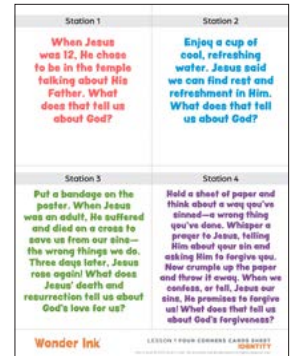 Station 1
When Jesus
was 12, He chose
to be in the temple
talking about His
Father. What
does that tell us
about God?
Station 2
Enjoy a cup of
cool, refreshing
water. Jesus said
we can find rest and
refreshment in Him.
What does that tell
us about God?
Station 3
Put a bandage on the
poster. When Jesus
was an adult, He suffered
and died on a cross to
save us from our sins—
the wrong things we do.
Three days later, Jesus
rose again! What does
Jesus' death and
resurrection tell us about
God's love for us?
Station 4
Hold a sheet of paper and
think about a way you've
sinned—a wrong thing
you've done. Whisper a
prayer to Jesus, telling
Him about your sin and
asking Him to forgive you.
Now crumple up the paper
and throw it away. When we
confess, or tell, Jesus our
sins, He promises to forgive
us! What does that tell us
about God's forgiveness?
Wonder Ink
LESSON 7 FOUR CORNERS CARDS SHEET
IDENTITY